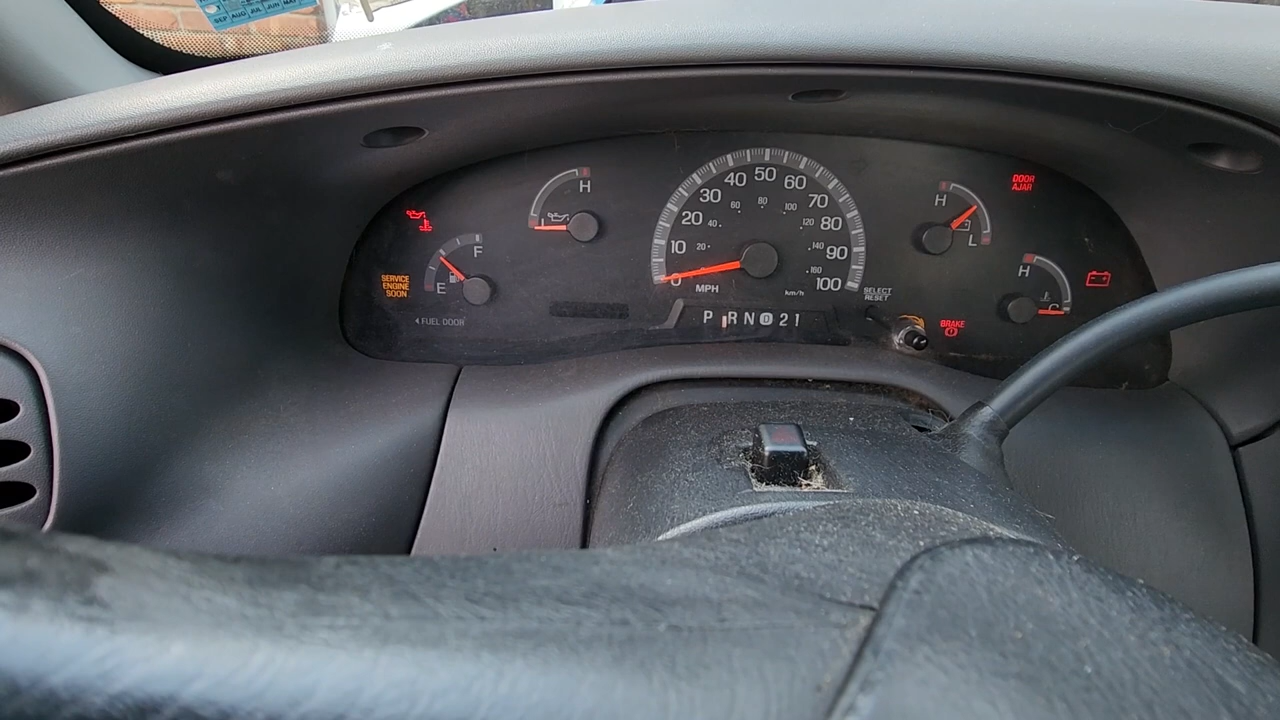 SEP AUG JUL JUN MAY
H
50
40 60
30 70
20 80
10 90
0 100
60 80 100
40 120
20 140
160
MPH km/h
F
E
SERVICE
ENGINE
SOON
FUEL DOOR
L
P R N D 2 1
SELECT
RESET
BRAKE
H
L
DOOR
AJAR
H
C